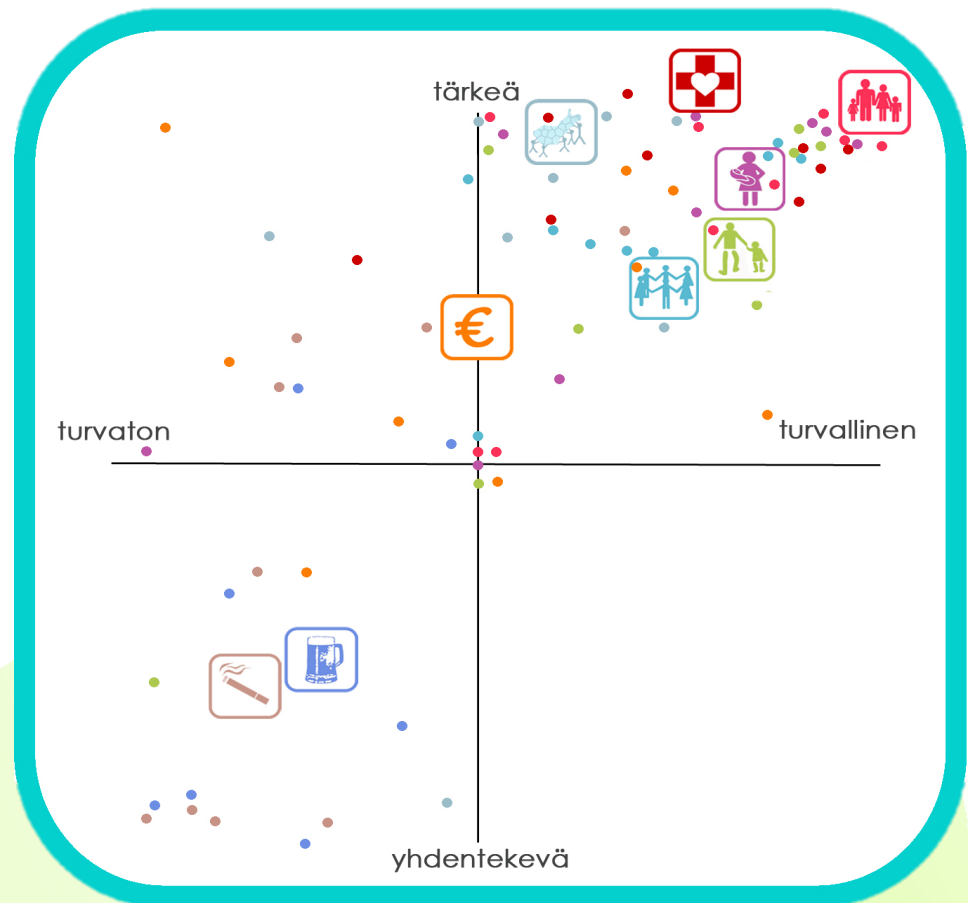 tärkeä
€
turvaton
turvallinen
yhdentekevä